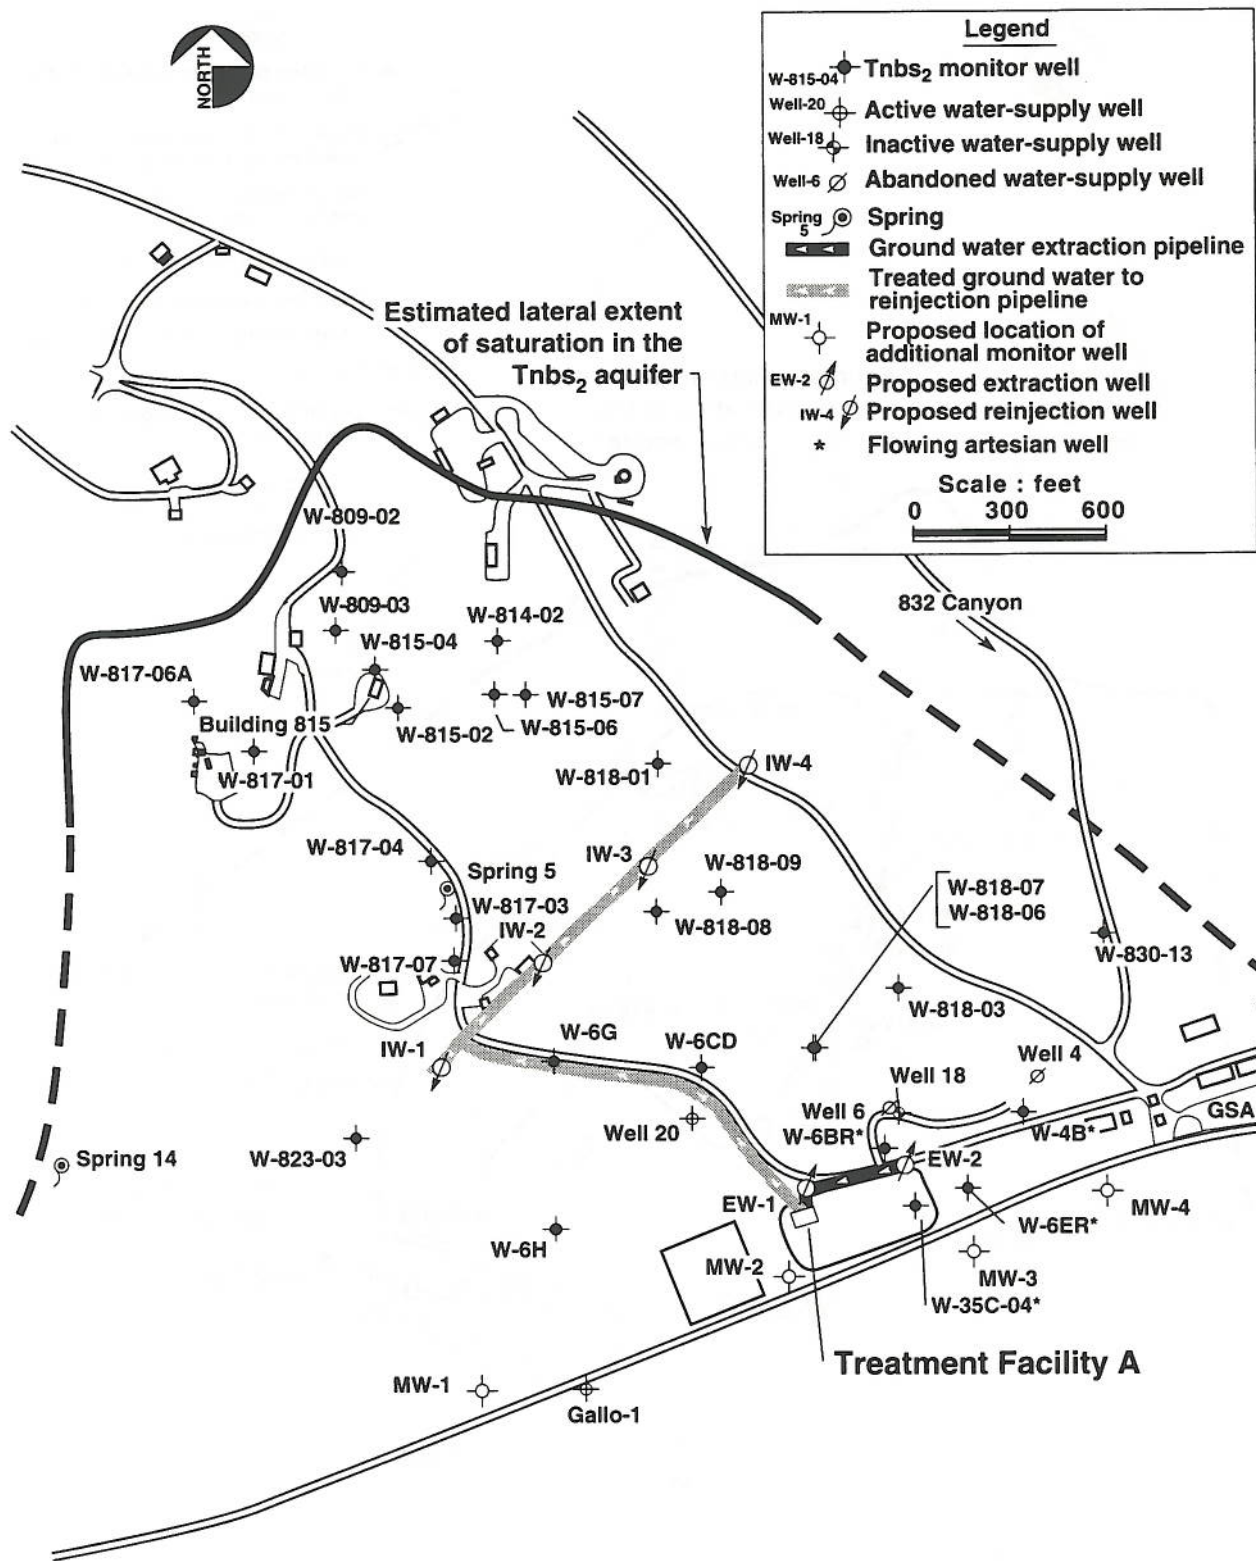 NORTH
Legend
W-815-04 Tnbs₂ monitor well
Well-20 Active water-supply well
Well-18 Inactive water-supply well
Well-6 Abandoned water-supply well
Spring 5 Spring
Ground water extraction pipeline
Treated ground water to
reinjection pipeline
MW-1 Proposed location of
additional monitor well
EW-2 Proposed extraction well
IW-4 Proposed reinjection well
* Flowing artesian well
Scale : feet
0 300 600
Estimated lateral extent
of saturation in the
Tnbs₂ aquifer
W-809-02
832 Canyon
W-809-03
W-814-02
W-815-04
W-817-06A
W-815-07
Building 815
W-815-02
W-815-06
W-817-01
W-818-01
IW-4
W-817-04
IW-3
W-818-09
Spring 5
W-818-07
W-818-06
W-817-03
IW-2
W-818-08
W-817-07
W-830-13
W-818-03
IW-1
W-6G
W-6CD
Well 4
Well 18
Well 6
GSA
Well 20
W-6BR*
W-4B*
Spring 14
W-823-03
EW-2
EW-1
MW-4
W-6ER*
W-6H
MW-2
MW-3
W-35C-04*
Treatment Facility A
MW-1
Gallo-1